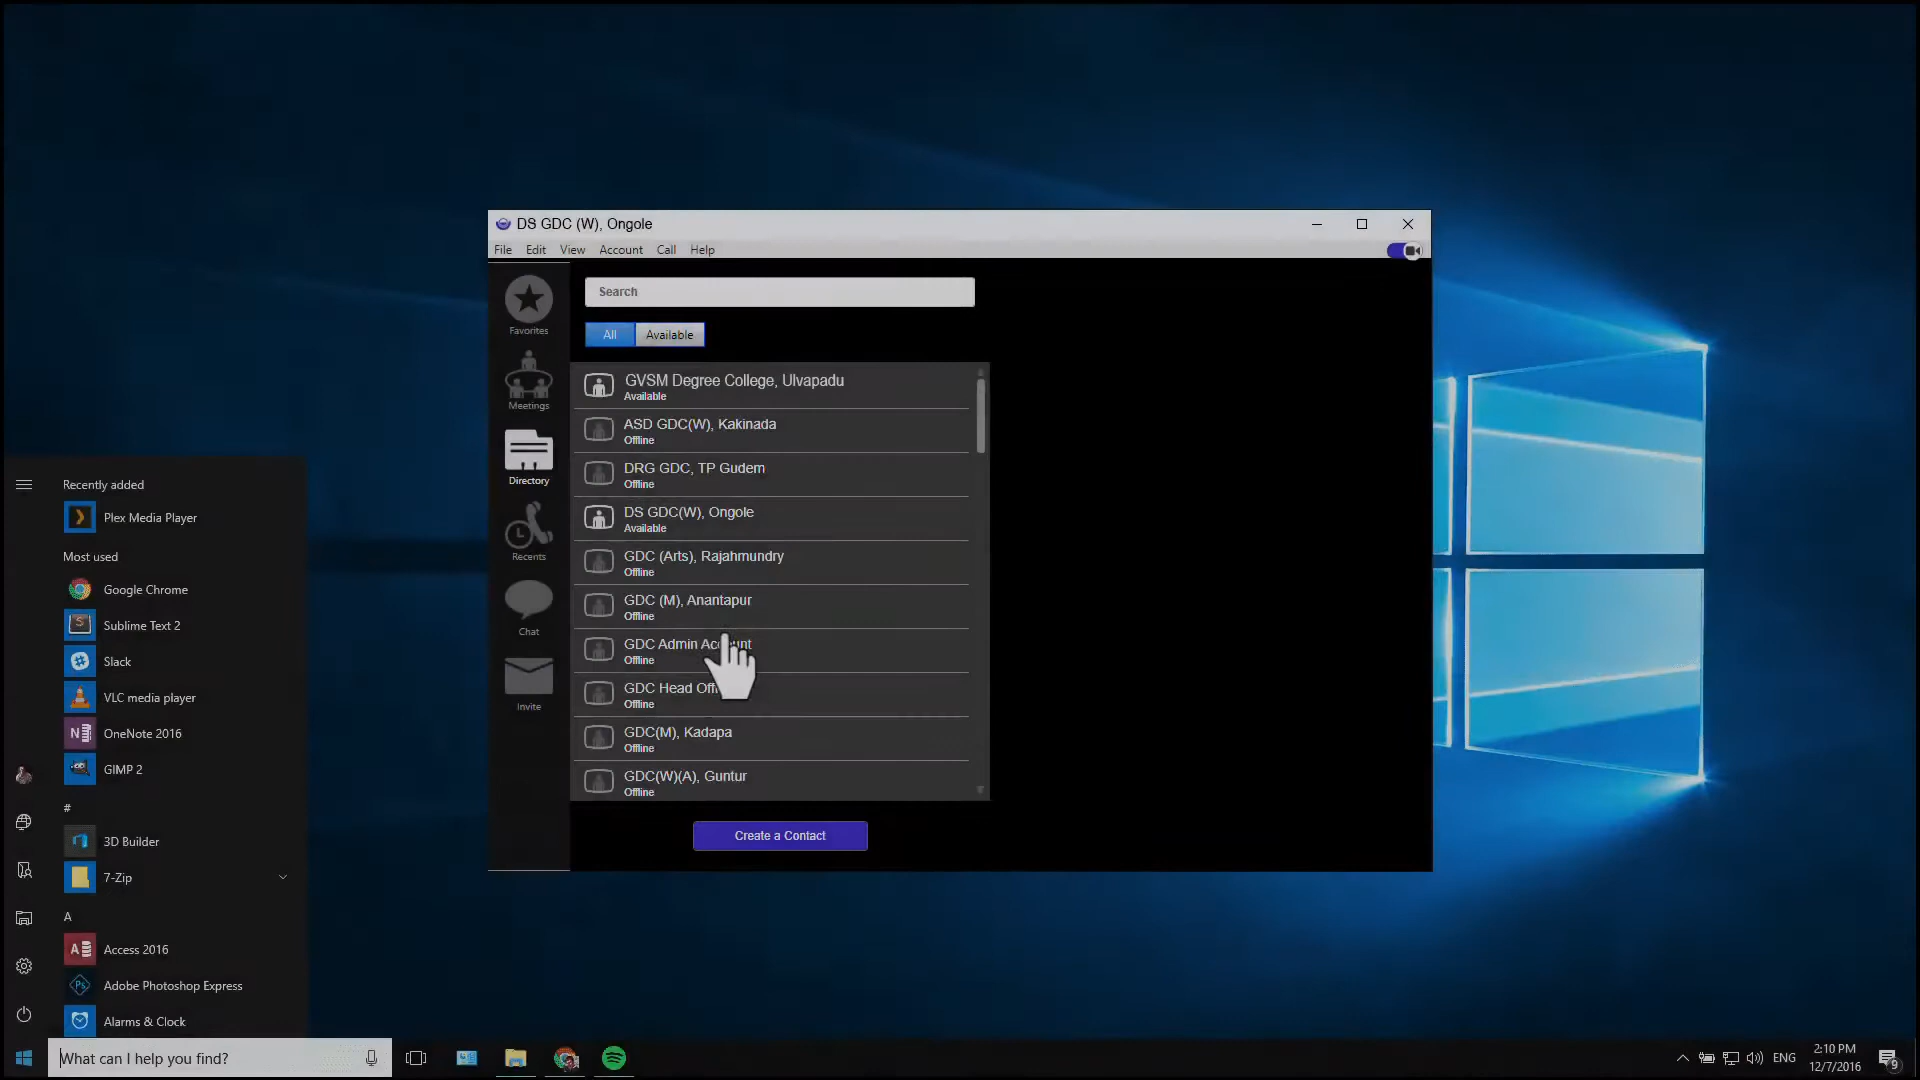 DS GDC (W), Ongole
File Edit View Account Call Help
Search
All Available
Favorites
Meetings
Directory
Recents
Chat
Invite
GVSM Degree College, Ulvapadu
Available
ASD GDC(W), Kakinada
Offline
DRG GDC, TP Gudem
Offline
DS GDC(W), Ongole
Available
GDC (Arts), Rajahmundry
Offline
GDC (M), Anantapur
Offline
GDC Admin
Offline
GDC Head
Offline
GDC(M), Kadapa
Offline
GDC(W)(A), Guntur
Offline
Create a Contact
Recently added
Plex Media Player
Most used
Google Chrome
Sublime Text 2
Slack
VLC media player
OneNote 2016
GIMP 2
#
3D Builder
7-Zip
A
Access 2016
Adobe Photoshop Express
Alarms & Clock
What can I help you find?
ENG
2:10 PM
12/7/2016
9